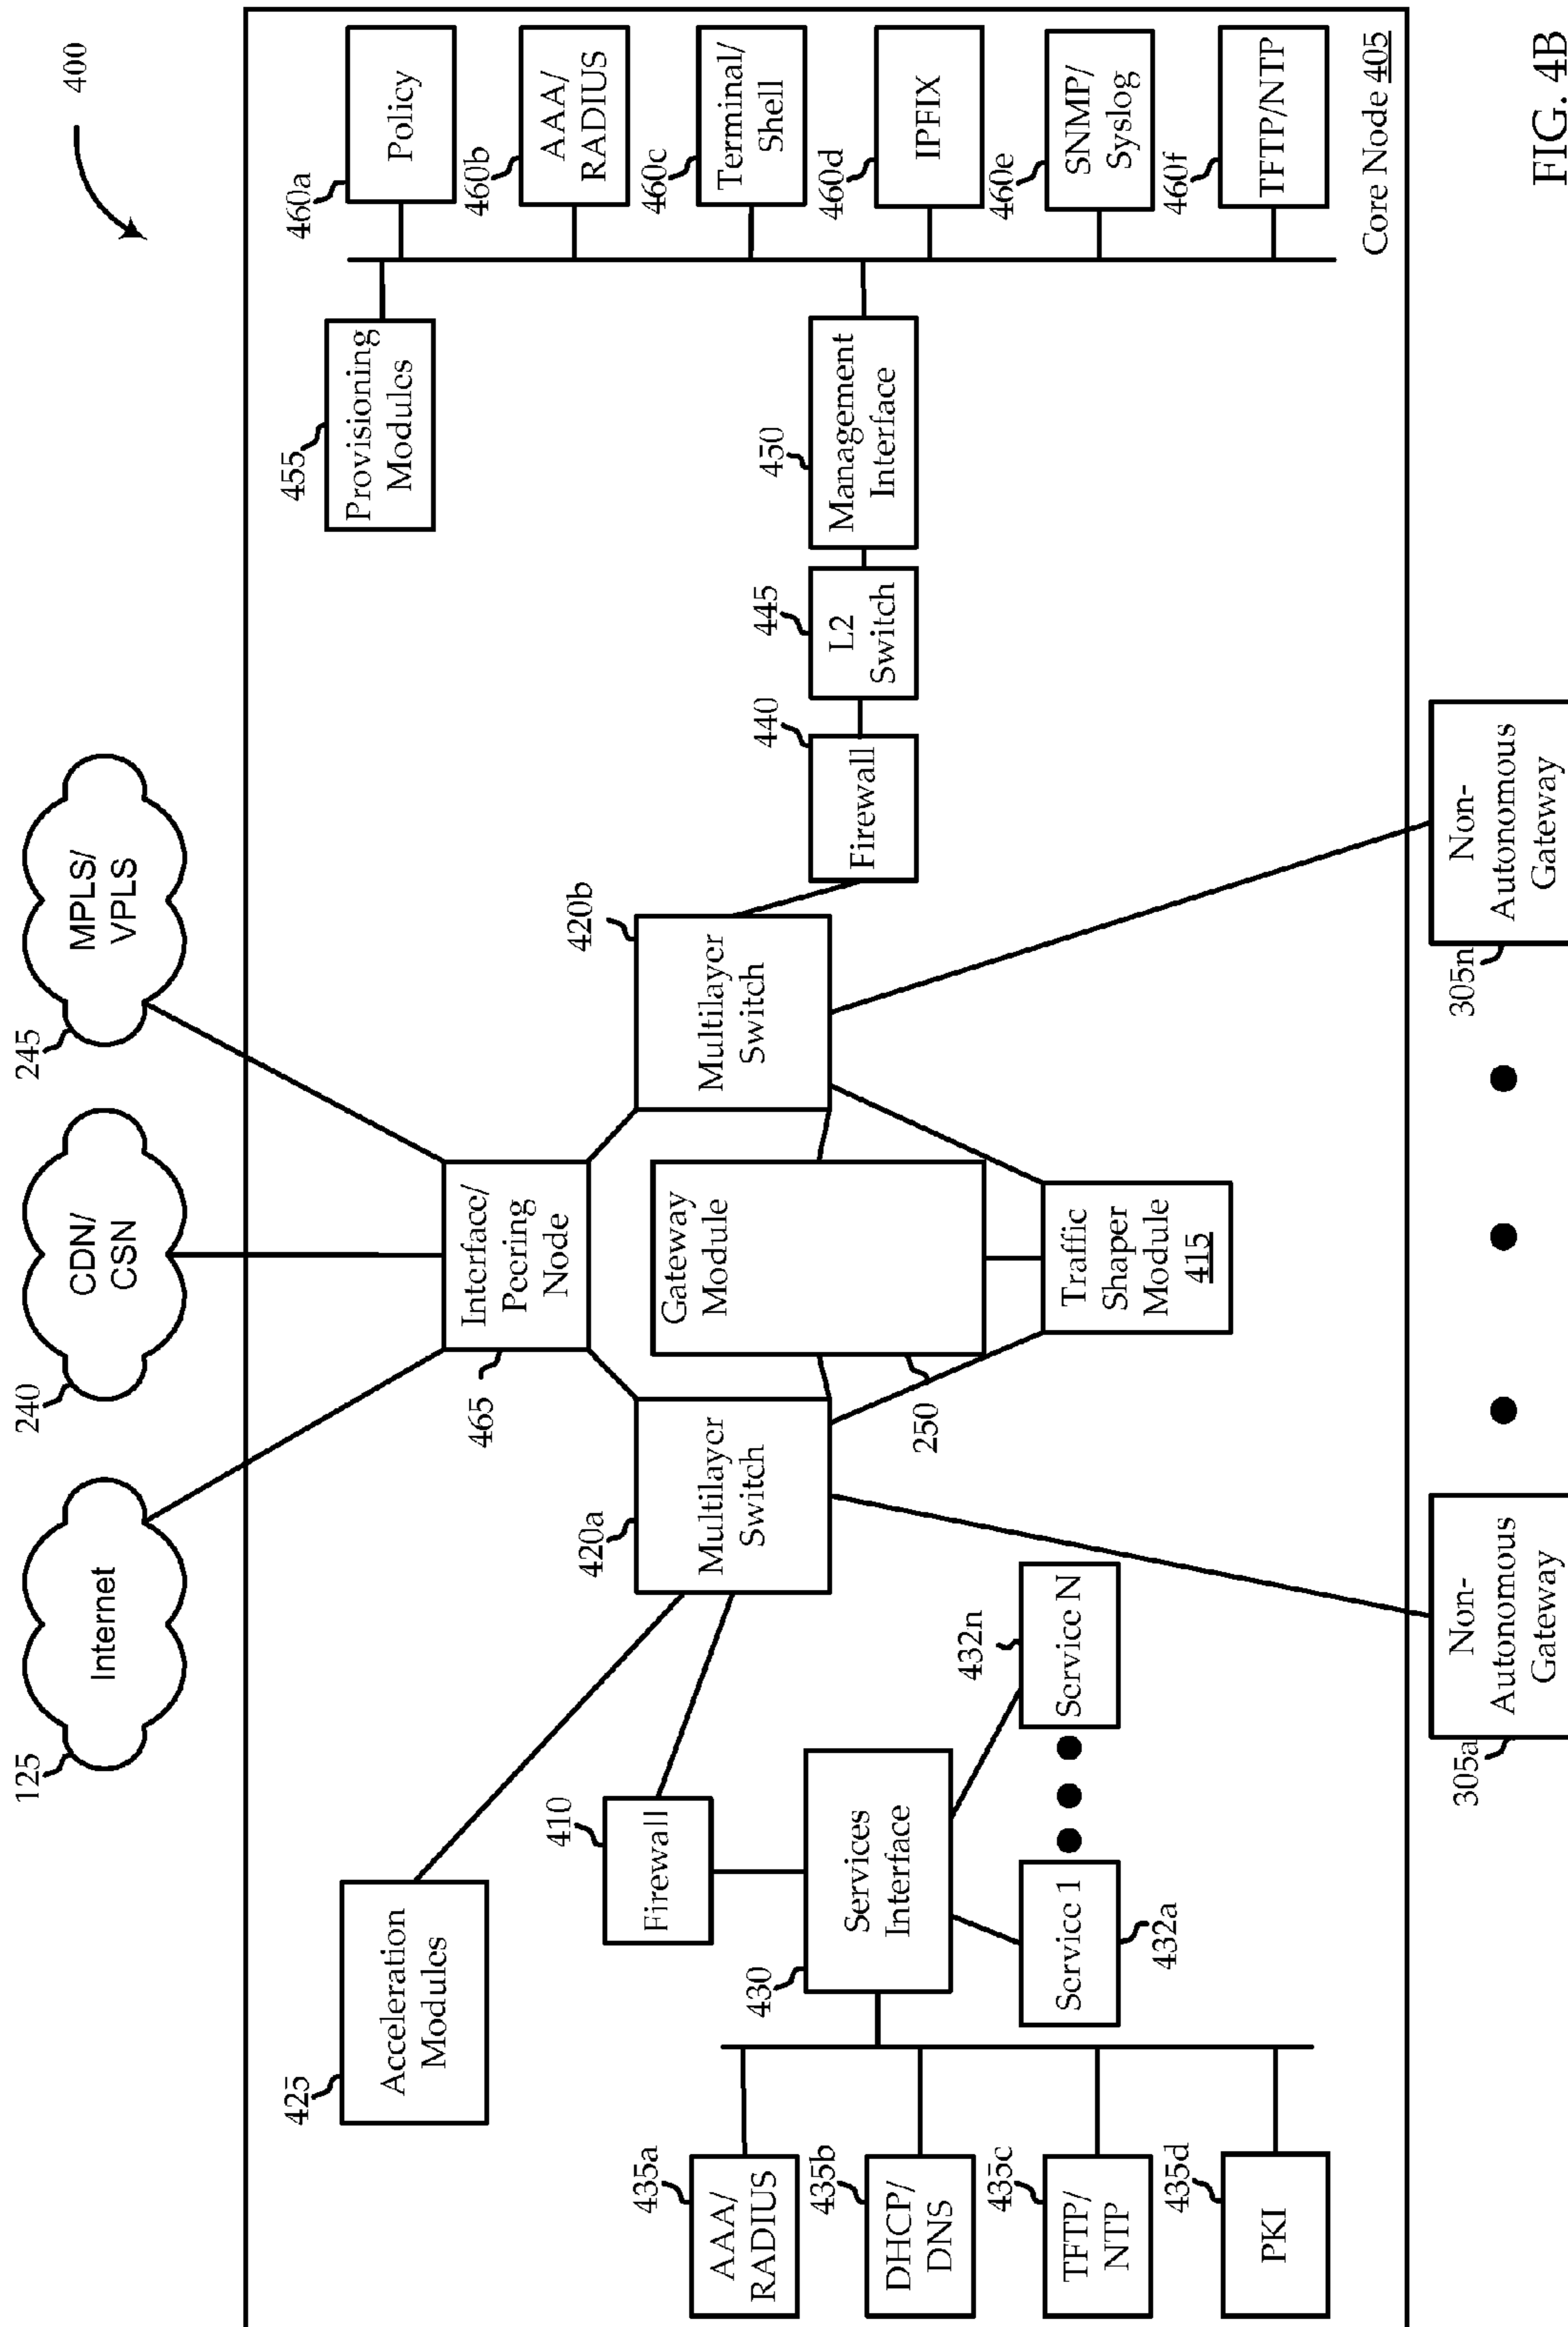 400
125
Internet
240
CDN/
CSN
245
MPLS/
VPLS
425
Acceleration
Modules
465
Interface/
Peering
Node
455
Provisioning
Modules
460a
Policy
460b
AAA/
RADIUS
460c
Terminal/
Shell
460d
IPFIX
460e
SNMP/
Syslog
460f
TFTP/NTP
410
Firewall
420a
Multilayer
Switch
Gateway
Module
250
420b
Multilayer
Switch
440
Firewall
445
L2
Switch
450
Management
Interface
435a
AAA/
RADIUS
435b
DHCP/
DNS
435c
TFTP/
NTP
435d
PKI
430
Services
Interface
Service 1
432a
432n
Service N
Traffic
Shaper
Module
415
Core Node 405
305a
Non-
Autonomous
Gateway
305n
Non-
Autonomous
Gateway
FIG. 4B